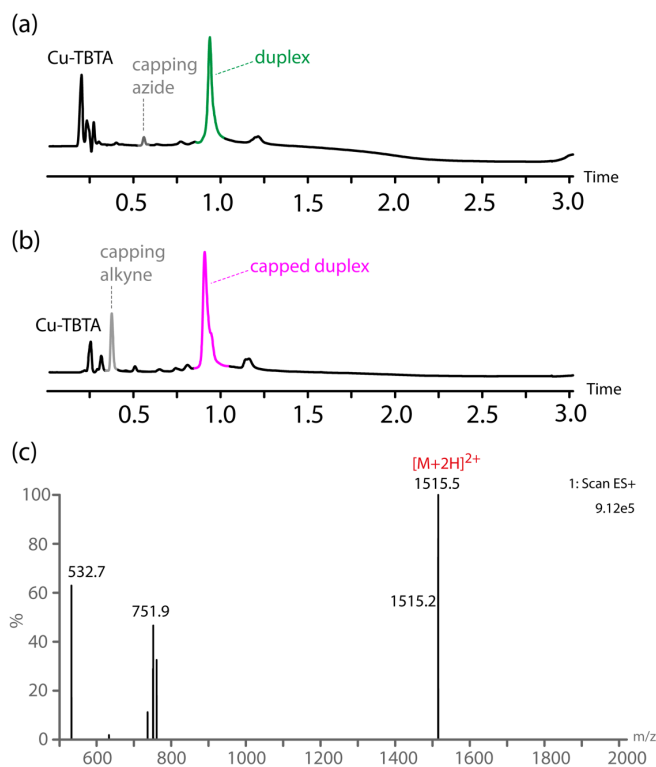 (a)
Cu-TBTA
capping
azide
duplex
Time
0.5 1.0 1.5 2.0 2.5 3.0
(b)
capping
alkyne
capped duplex
Cu-TBTA
Time
0.5 1.0 1.5 2.0 2.5 3.0
(c)
[M+2H]2+
1515.5
1: Scan ES+
9.12e5
100
80
532.7
60
1515.2
751.9
%
40
20
0
m/z
600 800 1000 1200 1400 1600 1800 2000